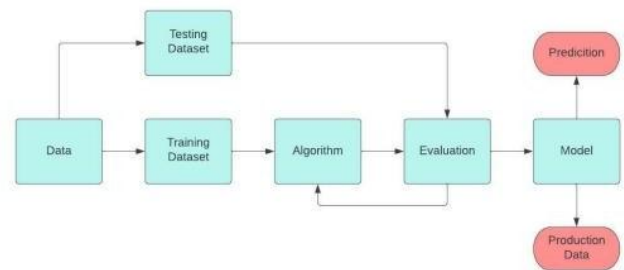 Testing
Dataset
Predicition
Data
Training
Dataset
Algorithm
Evaluation
Model
Production
Data